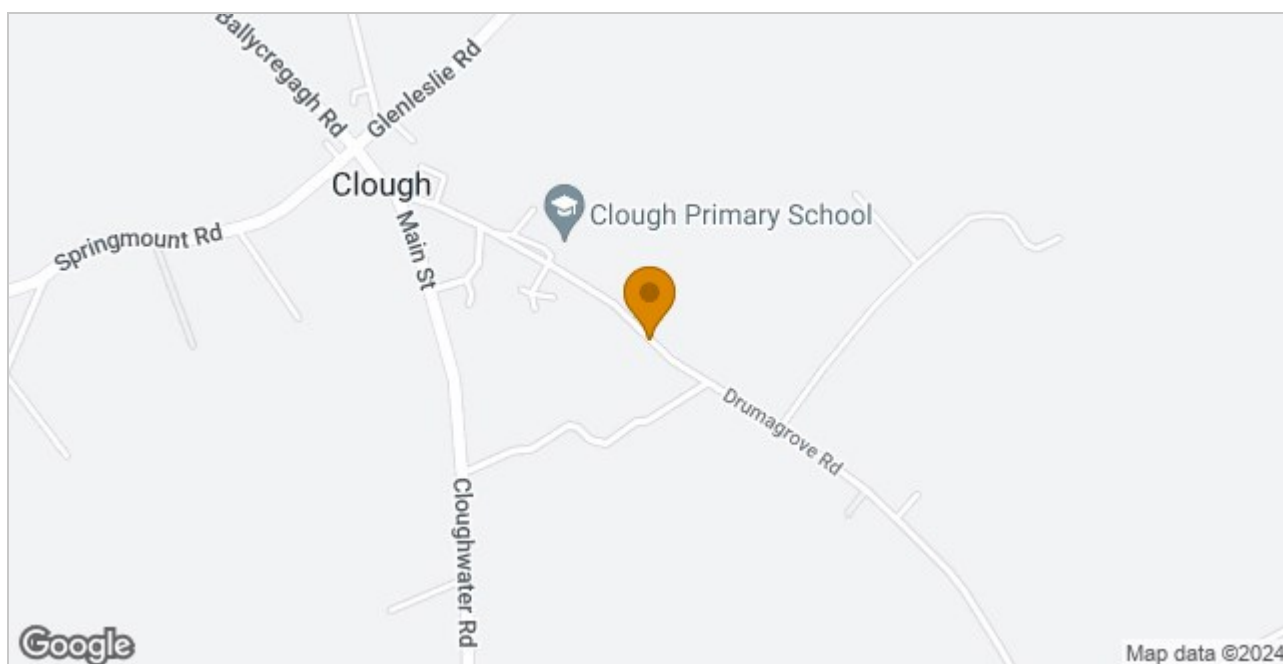 Ballycregagh Rd
Glenleslie Rd
Clough
Clough Primary School
Springmount Rd
Main St
Drumagrove Rd
Cloughwater Rd
Google
Map data ©2024